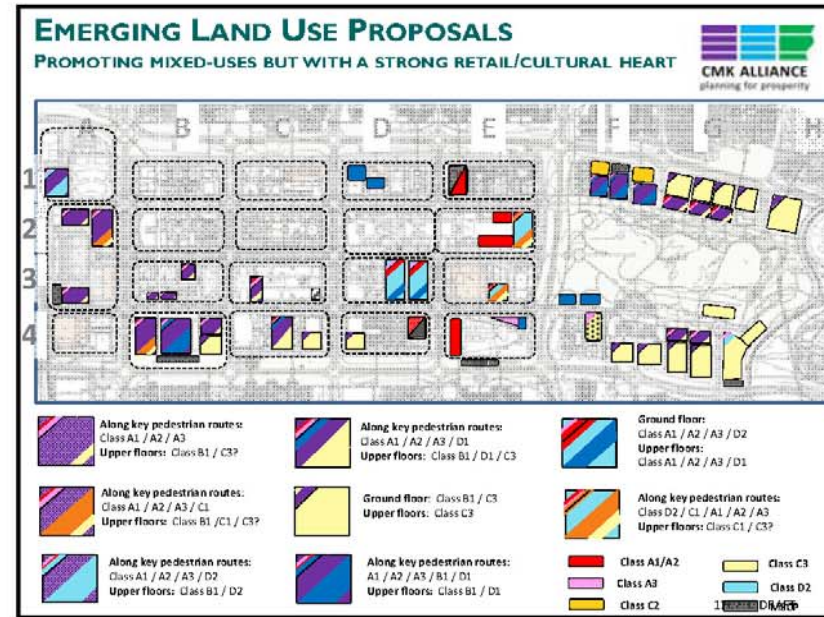 EMERGING LAND USE PROPOSALS
PROMOTING MIXED-USES BUT WITH A STRONG RETAIL/CULTURAL HEART
CMK ALLIANCE
planning for prosperity
A B C D E F G H
1
2
3
4
Along key pedestrian routes:
Class A1 / A2 / A3
Upper floors: Class B1 / C3?
Along key pedestrian routes:
Class A1 / A2 / A3 / D1
Upper floors: Class B1 / D1 / C3
Ground floor:
Class A1 / A2 / A3 / D2
Upper floors:
Class A1 / A2 / A3 / D1
Along key pedestrian routes:
Class A1 / A2 / A3 / C1
Upper floors: Class B1 /C1 / C3?
Ground floor: Class B1 / C3
Upper floors: Class C3
Along key pedestrian routes:
Class D2 / C1 / A1 / A2 / A3
Upper floors: Class C1 / C3?
Along key pedestrian routes:
Class A1 / A2 / A3 / D2
Upper floors: Class B1 / D2
Along key pedestrian routes:
A1 / A2 / A3 / B1 / D1
Upper floors: Class B1 / D1
Class A1/A2
Class A3
Class C2
Class C3
Class D2
DRAFT